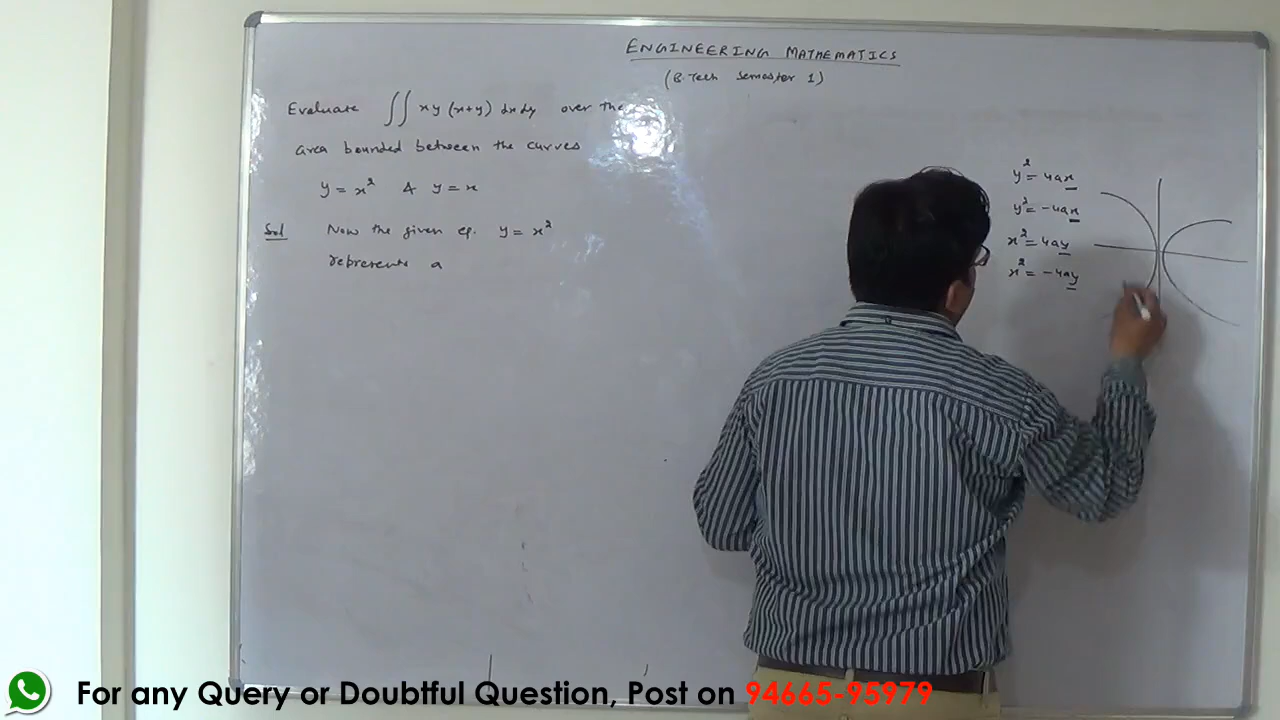 ENGINEERING MATHEMATICS
(B.Tech Semester 1)
Evaluate ∬ xy (x+y) dx dy over the
area bounded between the curves
y = x² & y = x
Sol Now the given eq. y = x²
represents a
y² = 4ax
y² = -4ax
x² = 4ay
x² = -4ay
For any Query or Doubtful Question, Post on 94665-95979